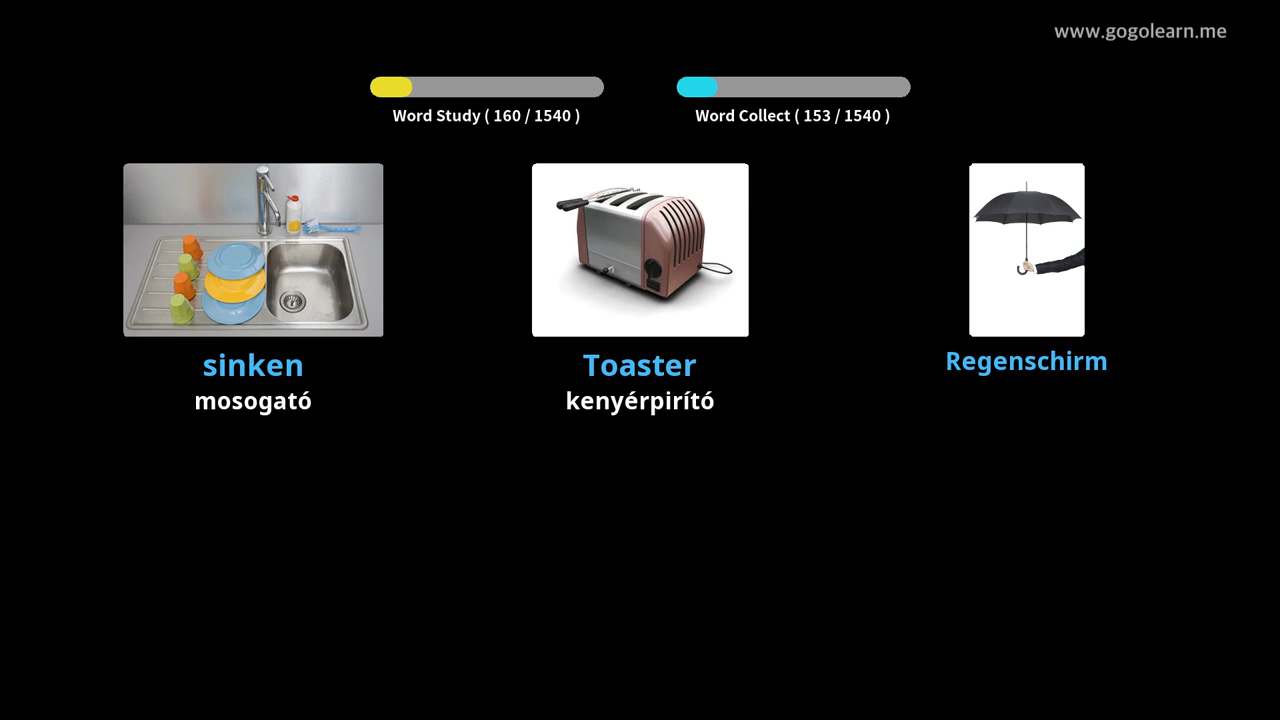 www.gogolearn.me
Word Study ( 160 / 1540 )
Word Collect ( 153 / 1540 )
sinken
mosogató
Toaster
kenyérpirító
Regenschirm